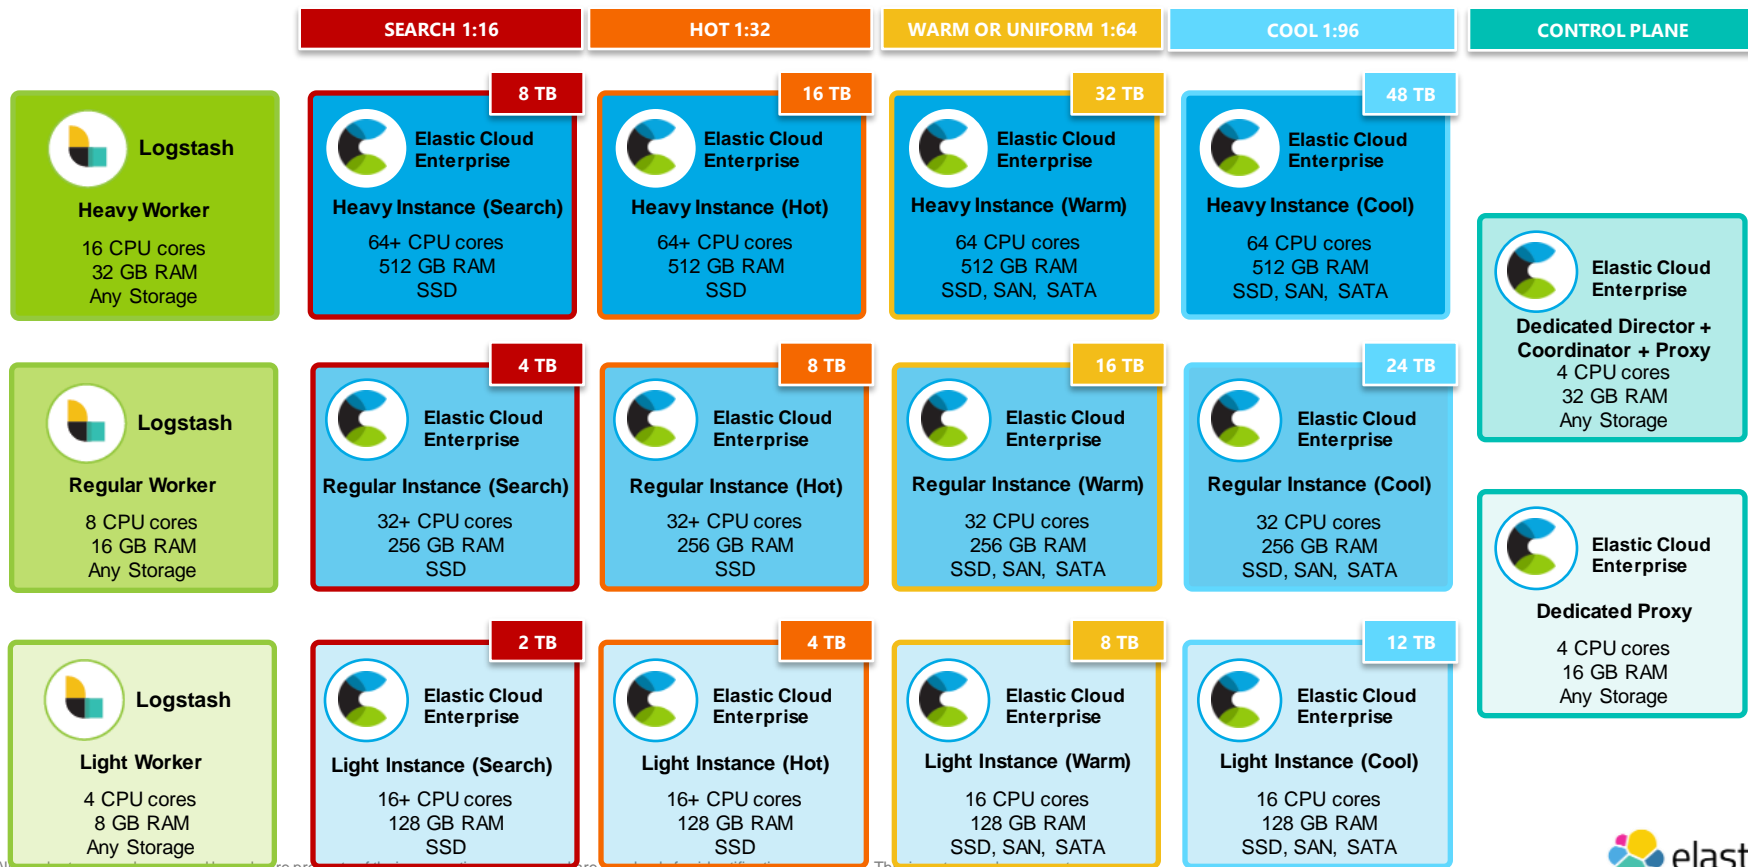 SEARCH 1:16
HOT 1:32
WARM OR UNIFORM 1:64
COOL 1:96
CONTROL PLANE
Logstash
Heavy Worker
16 CPU cores
32 GB RAM
Any Storage
8 TB
Elastic Cloud
Enterprise
Heavy Instance (Search)
64+ CPU cores
512 GB RAM
SSD
16 TB
Elastic Cloud
Enterprise
Heavy Instance (Hot)
64+ CPU cores
512 GB RAM
SSD
32 TB
Elastic Cloud
Enterprise
Heavy Instance (Warm)
64 CPU cores
512 GB RAM
SSD, SAN, SATA
48 TB
Elastic Cloud
Enterprise
Heavy Instance (Cool)
64 CPU cores
512 GB RAM
SSD, SAN, SATA
Elastic Cloud
Enterprise
Dedicated Director +
Coordinator + Proxy
4 CPU cores
32 GB RAM
Any Storage
Logstash
Regular Worker
8 CPU cores
16 GB RAM
Any Storage
4 TB
Elastic Cloud
Enterprise
Regular Instance (Search)
32+ CPU cores
256 GB RAM
SSD
8 TB
Elastic Cloud
Enterprise
Regular Instance (Hot)
32+ CPU cores
256 GB RAM
SSD
16 TB
Elastic Cloud
Enterprise
Regular Instance (Warm)
32 CPU cores
256 GB RAM
SSD, SAN, SATA
24 TB
Elastic Cloud
Enterprise
Regular Instance (Cool)
32 CPU cores
256 GB RAM
SSD, SAN, SATA
Elastic Cloud
Enterprise
Dedicated Proxy
4 CPU cores
16 GB RAM
Any Storage
Logstash
Light Worker
4 CPU cores
8 GB RAM
Any Storage
2 TB
Elastic Cloud
Enterprise
Light Instance (Search)
16+ CPU cores
128 GB RAM
SSD
4 TB
Elastic Cloud
Enterprise
Light Instance (Hot)
16+ CPU cores
128 GB RAM
SSD
8 TB
Elastic Cloud
Enterprise
Light Instance (Warm)
16 CPU cores
128 GB RAM
SSD, SAN, SATA
12 TB
Elastic Cloud
Enterprise
Light Instance (Cool)
16 CPU cores
128 GB RAM
SSD, SAN, SATA
elast